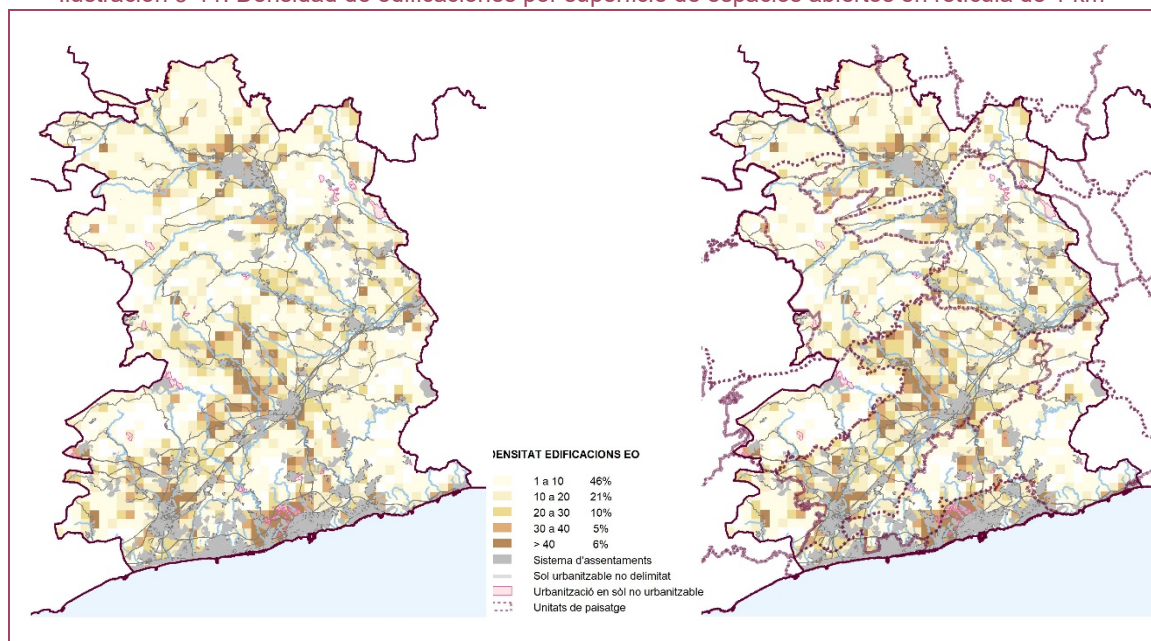 Ilustración 3-11. Densidad de edificaciones por superficie de espacios abiertos en retícula de 1 km²
DENSITAT EDIFICACIONS EO
1 a 10 46%
10 a 20 21%
20 a 30 10%
30 a 40 5%
> 40 6%
Sistema d'assentaments
Sol urbanitzable no delimitat
Urbanització en sòl no urbanitzable
Unitats de paisatge